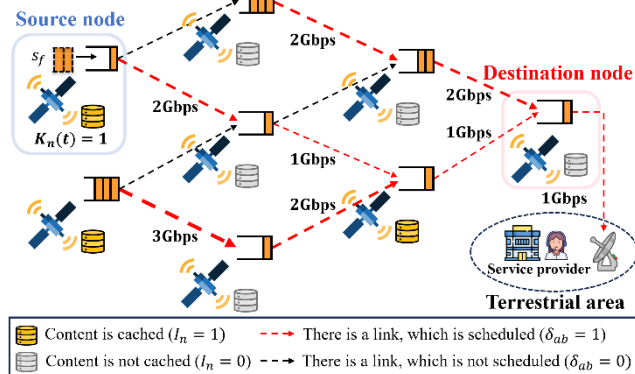 Source node
S_f
K_n(t) = 1
2Gbps
2Gbps
Destination node
2Gbps
1Gbps
1Gbps
2Gbps
3Gbps
1Gbps
Service provider
Terrestrial area
Content is cached (I_n = 1)
There is a link, which is scheduled (δ_ab = 1)
Content is not cached (I_n = 0)
There is a link, which is not scheduled (δ_ab = 0)